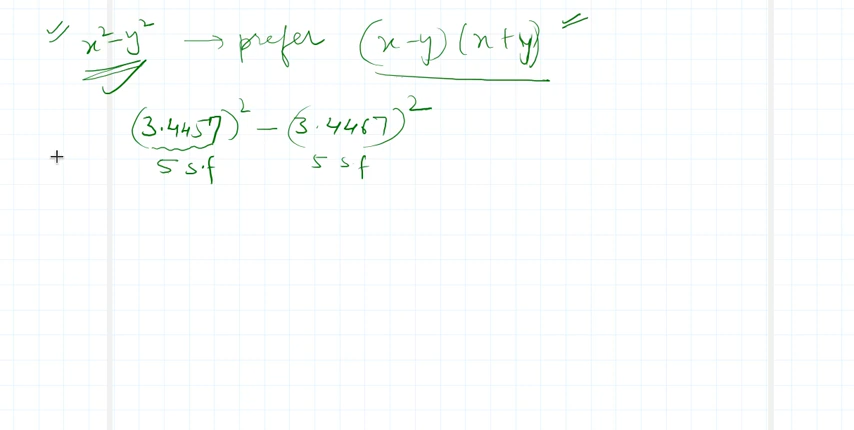 x² - y² → prefer (x - y) (x + y)
(3.4457)² - (3.4467)²
5 s.f 5 s f